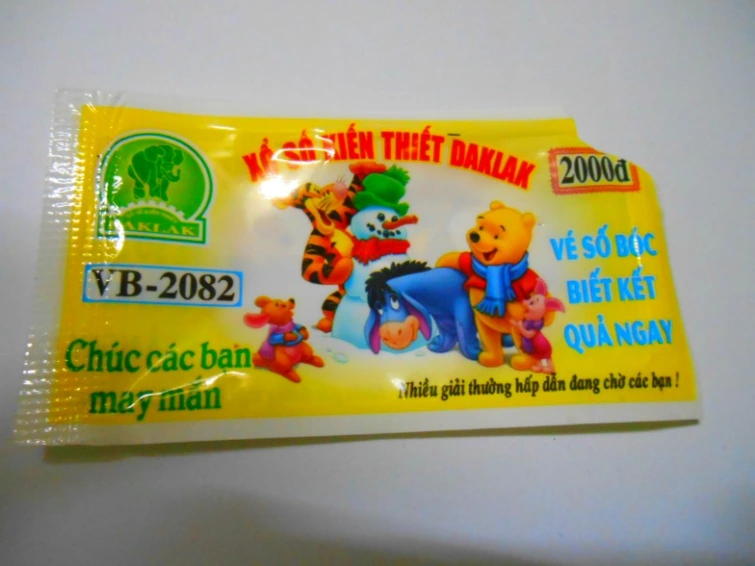 XỔ SỐ KIẾN THIẾT DAKLAK
2000đ
DAKLAK
VB-2082
VÉ SỐ BÓC
BIẾT KẾT
QUẢ NGAY
Chúc các bạn
may mắn
Nhiều giải thưởng hấp dẫn đang chờ các bạn !